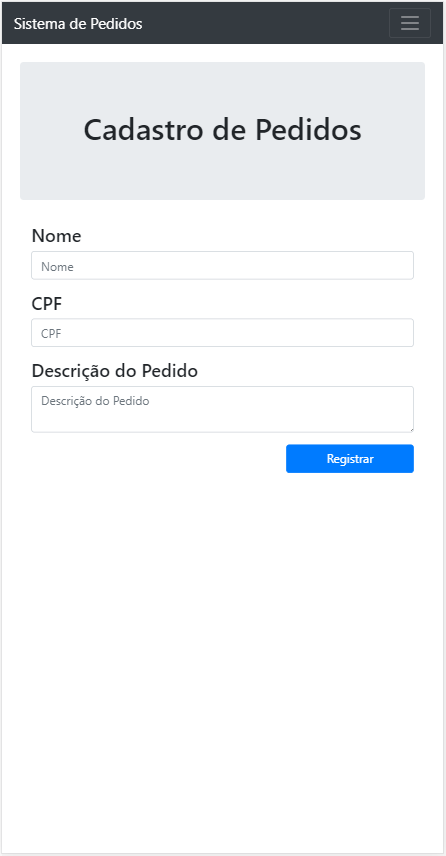 Sistema de Pedidos
Cadastro de Pedidos
Nome
Nome
CPF
CPF
Descrição do Pedido
Descrição do Pedido
Registrar